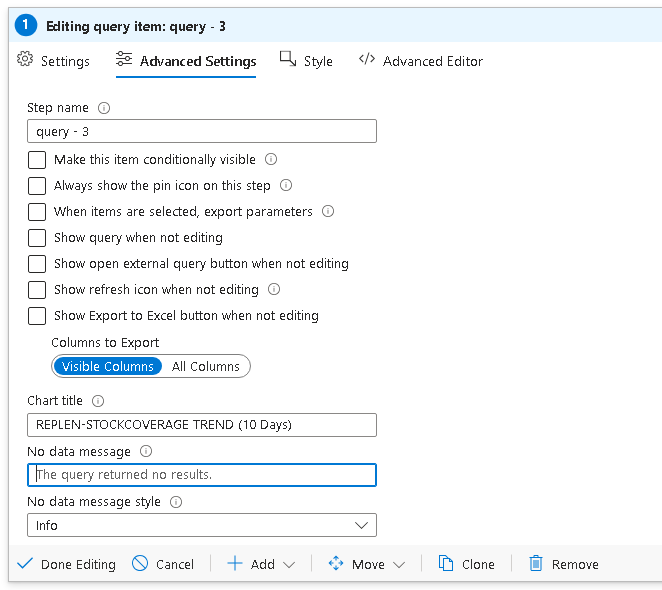 1 Editing query item: query - 3
Settings Advanced Settings Style Advanced Editor
Step name
query - 3
Make this item conditionally visible
Always show the pin icon on this step
When items are selected, export parameters
Show query when not editing
Show open external query button when not editing
Show refresh icon when not editing
Show Export to Excel button when not editing
Columns to Export
Visible Columns All Columns
Chart title
REPLEN-STOCKCOVERAGE TREND (10 Days)
No data message
The query returned no results.
No data message style
Info
Done Editing Cancel Add Move Clone Remove